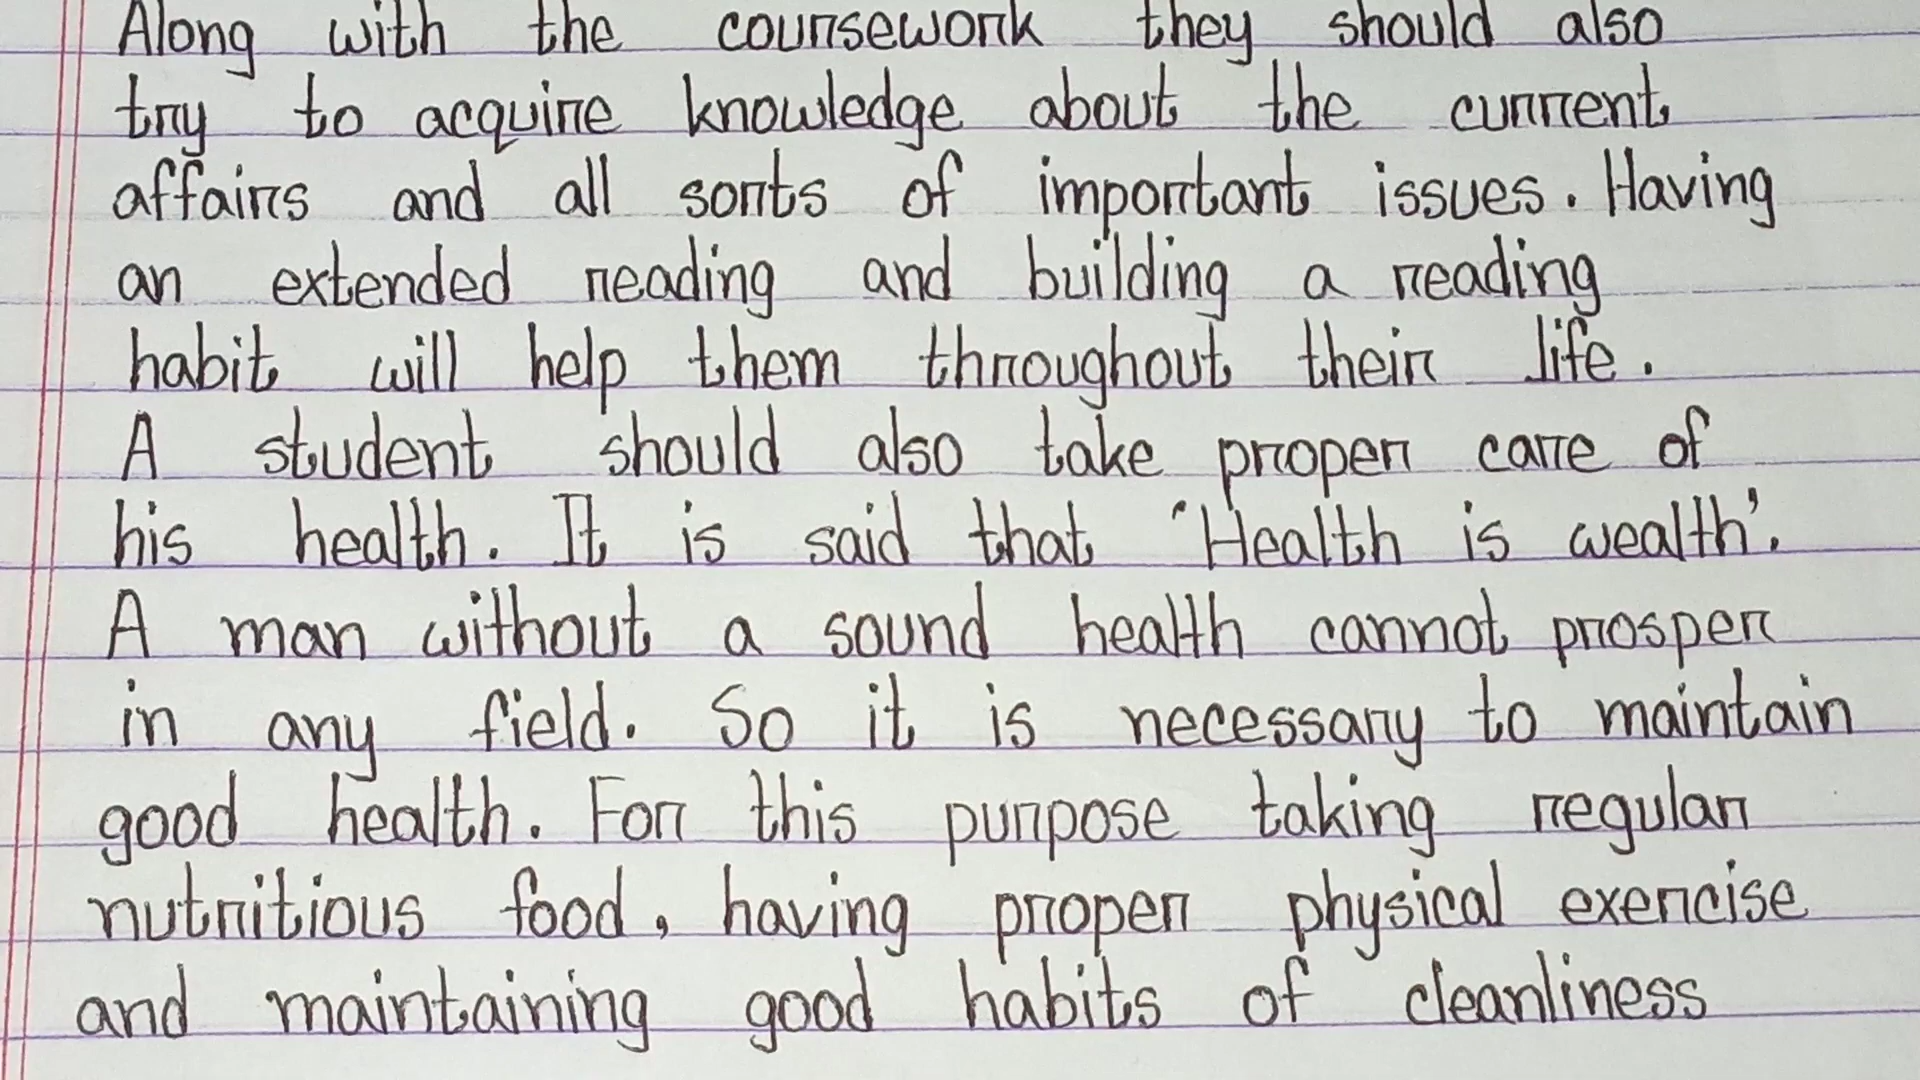 Along with the coursework they should also
try to acquire knowledge about the current
affairs and all sorts of important issues. Having
an extended reading and building a reading
habit will help them throughout their life.
A student should also take proper care of
his health. It is said that 'Health is wealth'.
A man without a sound health cannot prosper
in any field. So it is necessary to maintain
good health. For this purpose taking regular
nutritious food, having proper physical exercise
and maintaining good habits of cleanliness